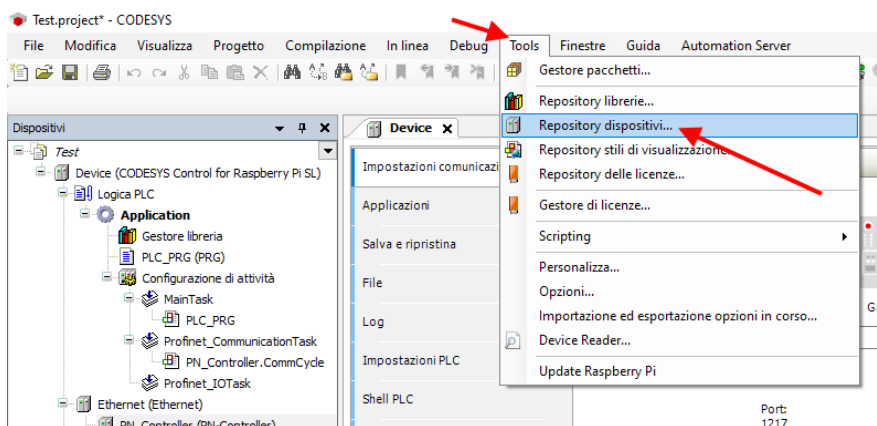 Test.project* - CODESYS
File Modifica Visualizza Progetto Compilazione In linea Debug Tools Finestre Guida Automation Server
Gestore pacchetti...
Repository librerie...
Repository dispositivi...
Repository stili di visualizzazione...
Repository delle licenze...
Gestore di licenze...
Scripting
Personalizza...
Opzioni...
Importazione ed esportazione opzioni in corso...
Device Reader...
Update Raspberry Pi
Dispositivi
Test
Device (CODESYS Control for Raspberry Pi SL)
Logica PLC
Application
Gestore libreria
PLC_PRG (PRG)
Configurazione di attività
MainTask
PLC_PRG
Profinet_CommunicationTask
PN_Controller.CommCycle
Profinet_IOTask
Ethernet (Ethernet)
PN_Controller (PN-Controller)
Device
Impostazioni comunicazi
Applicazioni
Salva e ripristina
File
Log
Impostazioni PLC
Shell PLC
Port:
1217